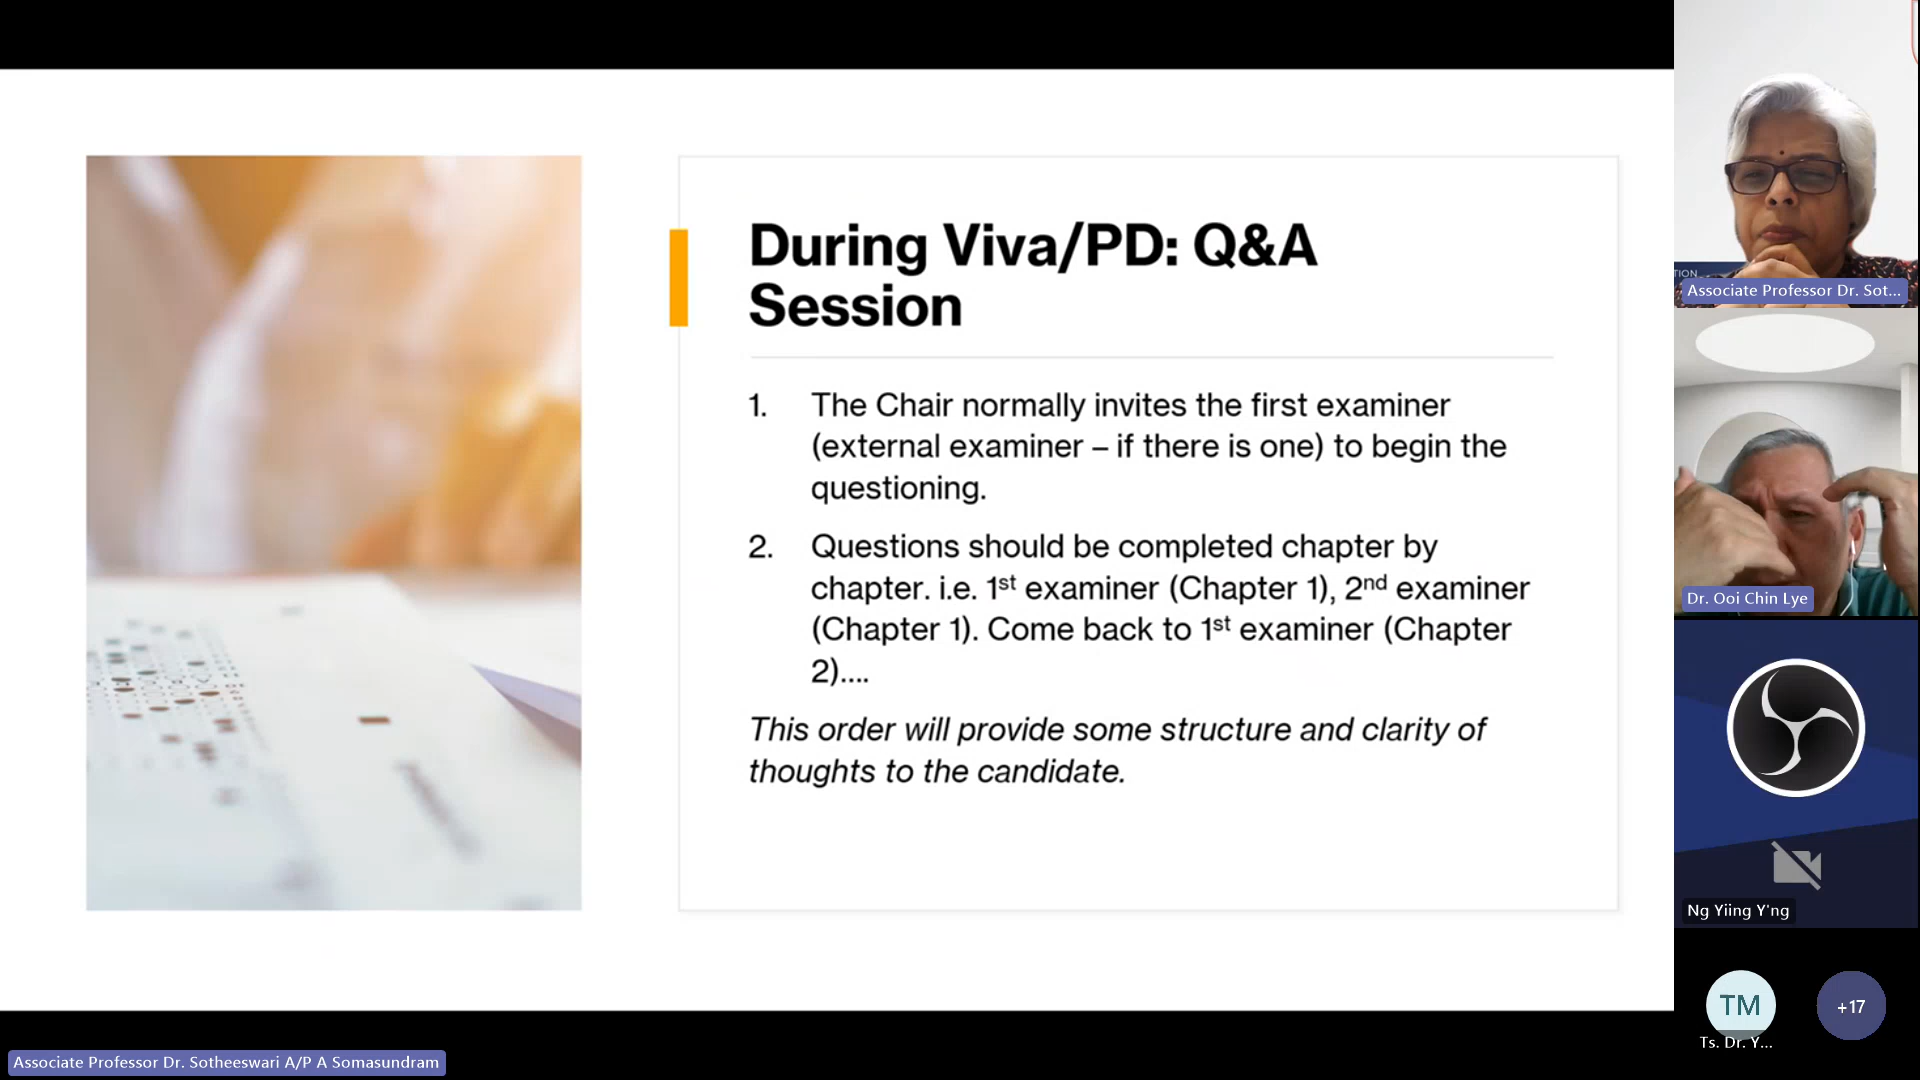 During Viva/PD: Q&A
Session
1. The Chair normally invites the first examiner
(external examiner – if there is one) to begin the
questioning.
2. Questions should be completed chapter by
chapter. i.e. 1st examiner (Chapter 1), 2nd examiner
(Chapter 1). Come back to 1st examiner (Chapter
2)....
This order will provide some structure and clarity of
thoughts to the candidate.
TION
Associate Professor Dr. Sot...
Dr. Ooi Chin Lye
Ng Yiing Y'ng
TM
+17
Ts. Dr. Y...
Associate Professor Dr. Sotheeswari A/P A Somasundram